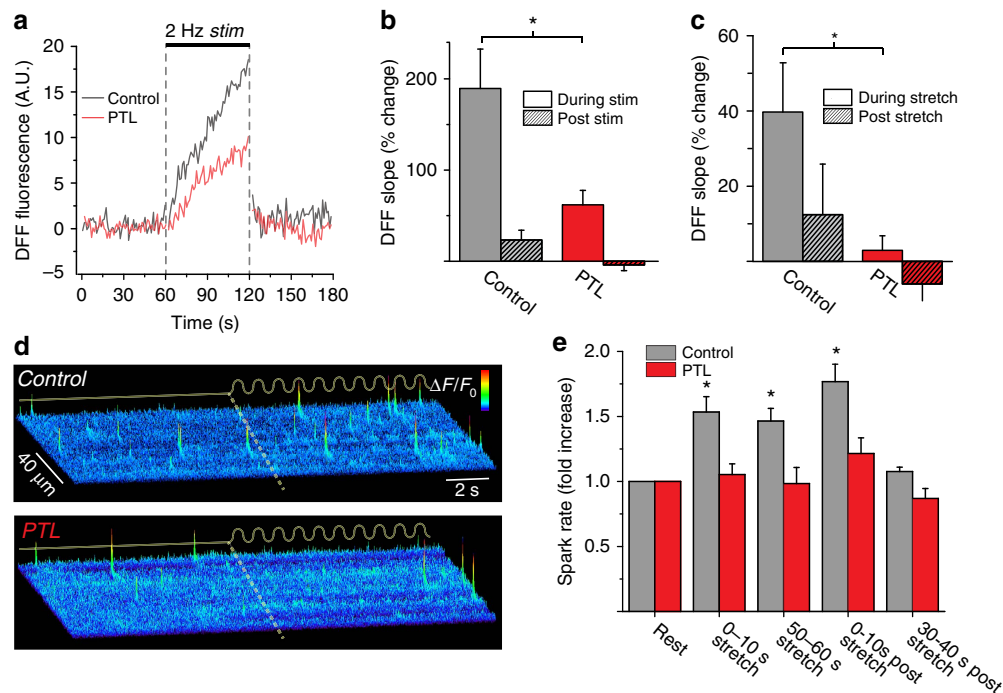 a
2 Hz stim
DFF fluorescence (A.U.)
20
15
10
5
0
–5
Control
PTL
0 30 60 90 120 150 180
Time (s)
b
*
DFF slope (% change)
200
100
During stim
Post stim
Control
PTL
c
*
DFF slope (% change)
60
40
20
During stretch
Post stretch
Control
PTL
d
Control
ΔF/F0
40 μm
2 s
PTL
e
Spark rate (fold increase)
2.0
1.5
1.0
0.5
Control
PTL
*
*
*
Rest
0–10 s
stretch
50–60 s
stretch
0-10s post
stretch
30-40 s post
stretch